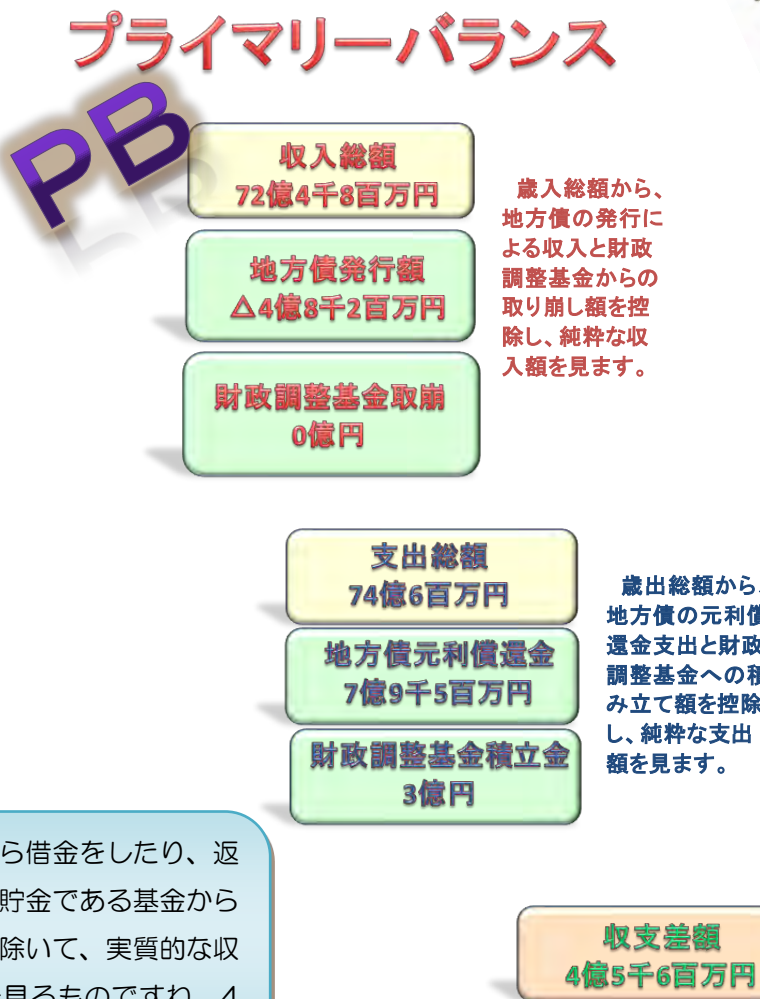 プライマリーバランス
PB
収入総額
72億4千8百万円
地方債発行額
△4億8千2百万円
財政調整基金取崩
0億円
歳入総額から、
地方債の発行に
よる収入と財政
調整基金からの
取り崩し額を控
除し、純粋な収
入額を見ます。
支出総額
74億6百万円
地方債元利償還金
7億9千5百万円
財政調整基金積立金
3億円
歳出総額から、
地方債の元利償
還金支出と財政
調整基金への積
み立て額を控除
し、純粋な支出
額を見ます。
ら借金をしたり、返
貯金である基金から
除いて、実質的な収
見るものですね。4
収支差額
4億5千6百万円